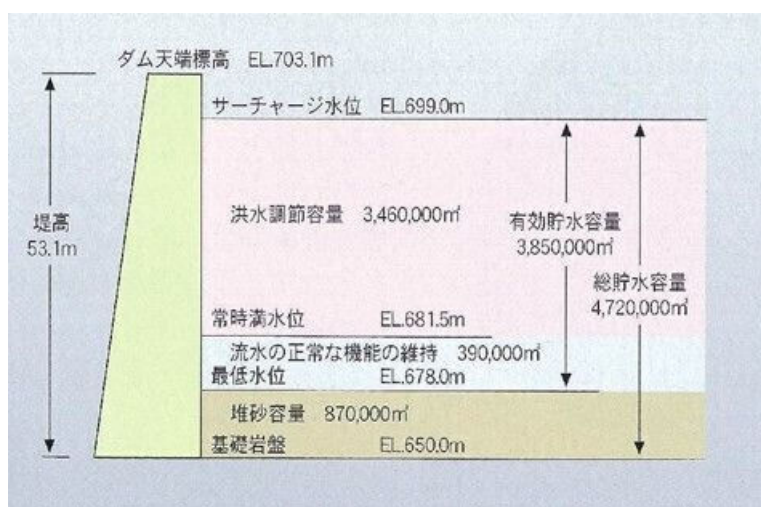 ダム天端標高 EL.703.1m
サーチャージ水位 EL.699.0m
洪水調節容量 3,460,000㎥
有効貯水容量
3,850,000㎥
堤高
53.1m
総貯水容量
4,720,000㎥
常時満水位 EL.681.5m
流水の正常な機能の維持 390,000㎥
最低水位 EL.678.0m
堆砂容量 870,000㎥
基礎岩盤 EL.650.0m